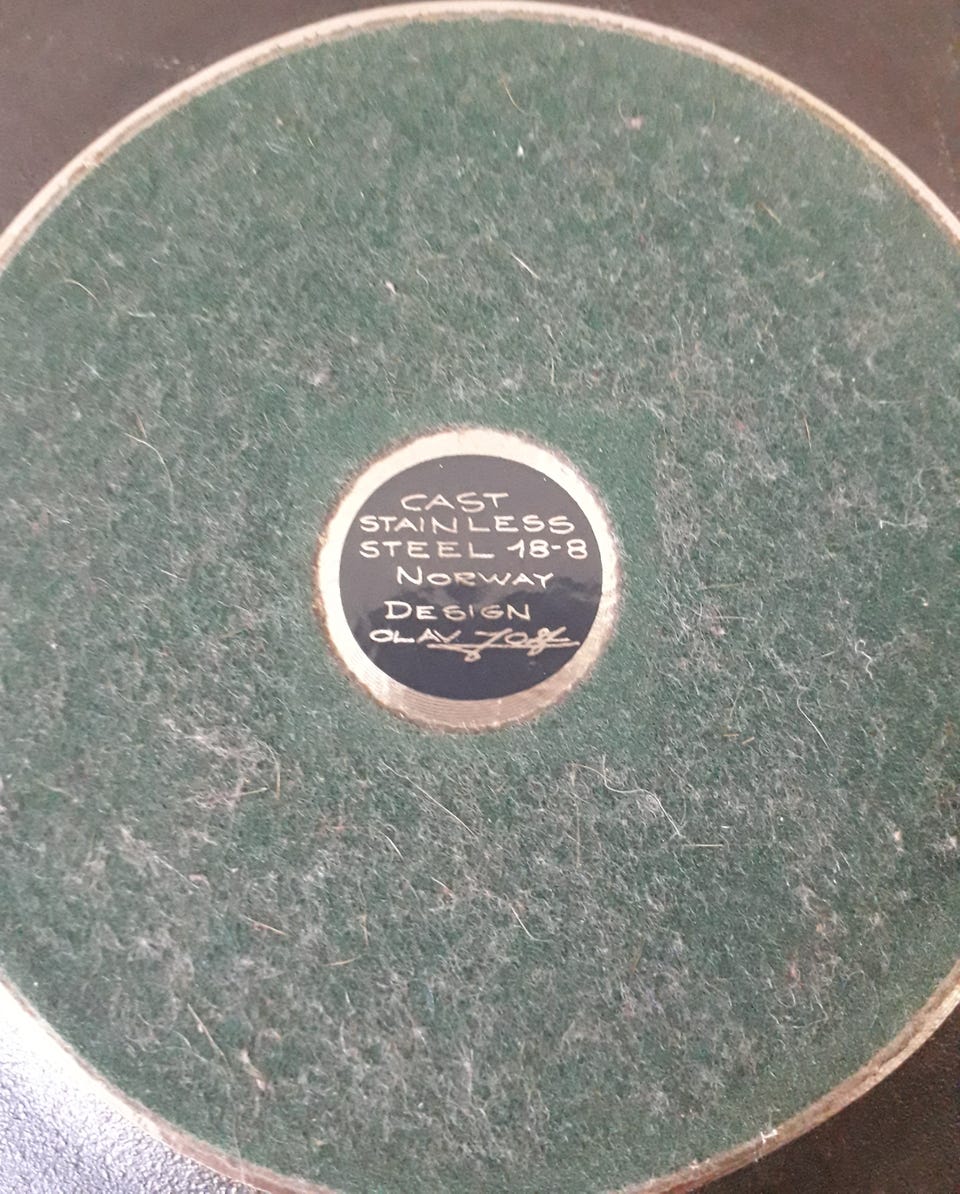 CAST
STAINLESS
STEEL 18-8
NORWAY
DESIGN
OLAV